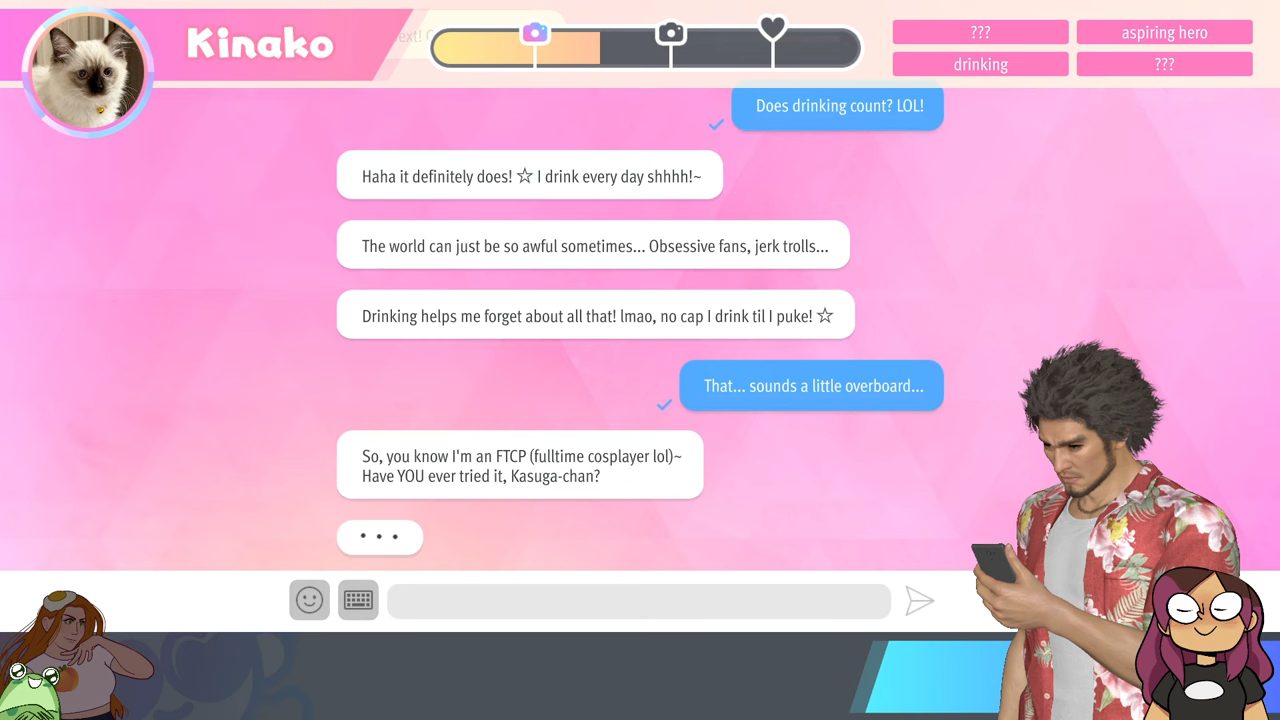 Kinako
ext!
???
aspiring hero
drinking
???
Does drinking count? LOL!
Haha it definitely does! ☆ I drink every day shhhh!~
The world can just be so awful sometimes... Obsessive fans, jerk trolls...
Drinking helps me forget about all that! lmao, no cap I drink til I puke! ☆
That... sounds a little overboard...
So, you know I'm an FTCP (fulltime cosplayer lol)~
Have YOU ever tried it, Kasuga-chan?